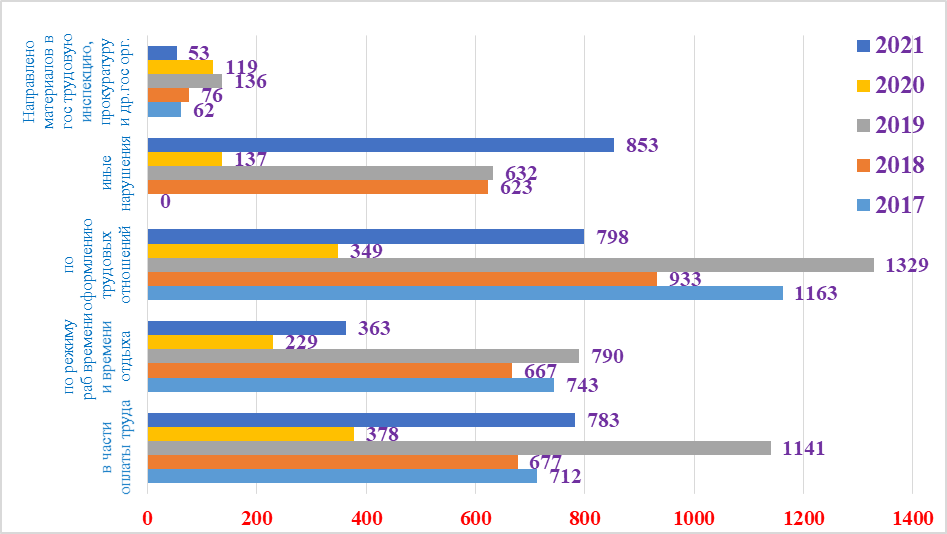 Направлено
материалов в
гос трудовую
инспекцию,
прокуратуру
и др.гос орг.
53
119
136
76
62
иные
нарушения
853
137
632
623
0
по
оформлению
трудовых
отношений
798
349
1329
933
1163
по режиму
раб времени
и времени
отдыха
363
229
790
667
743
в части
оплаты труда
783
378
1141
677
712
0 200 400 600 800 1000 1200 1400
2021
2020
2019
2018
2017